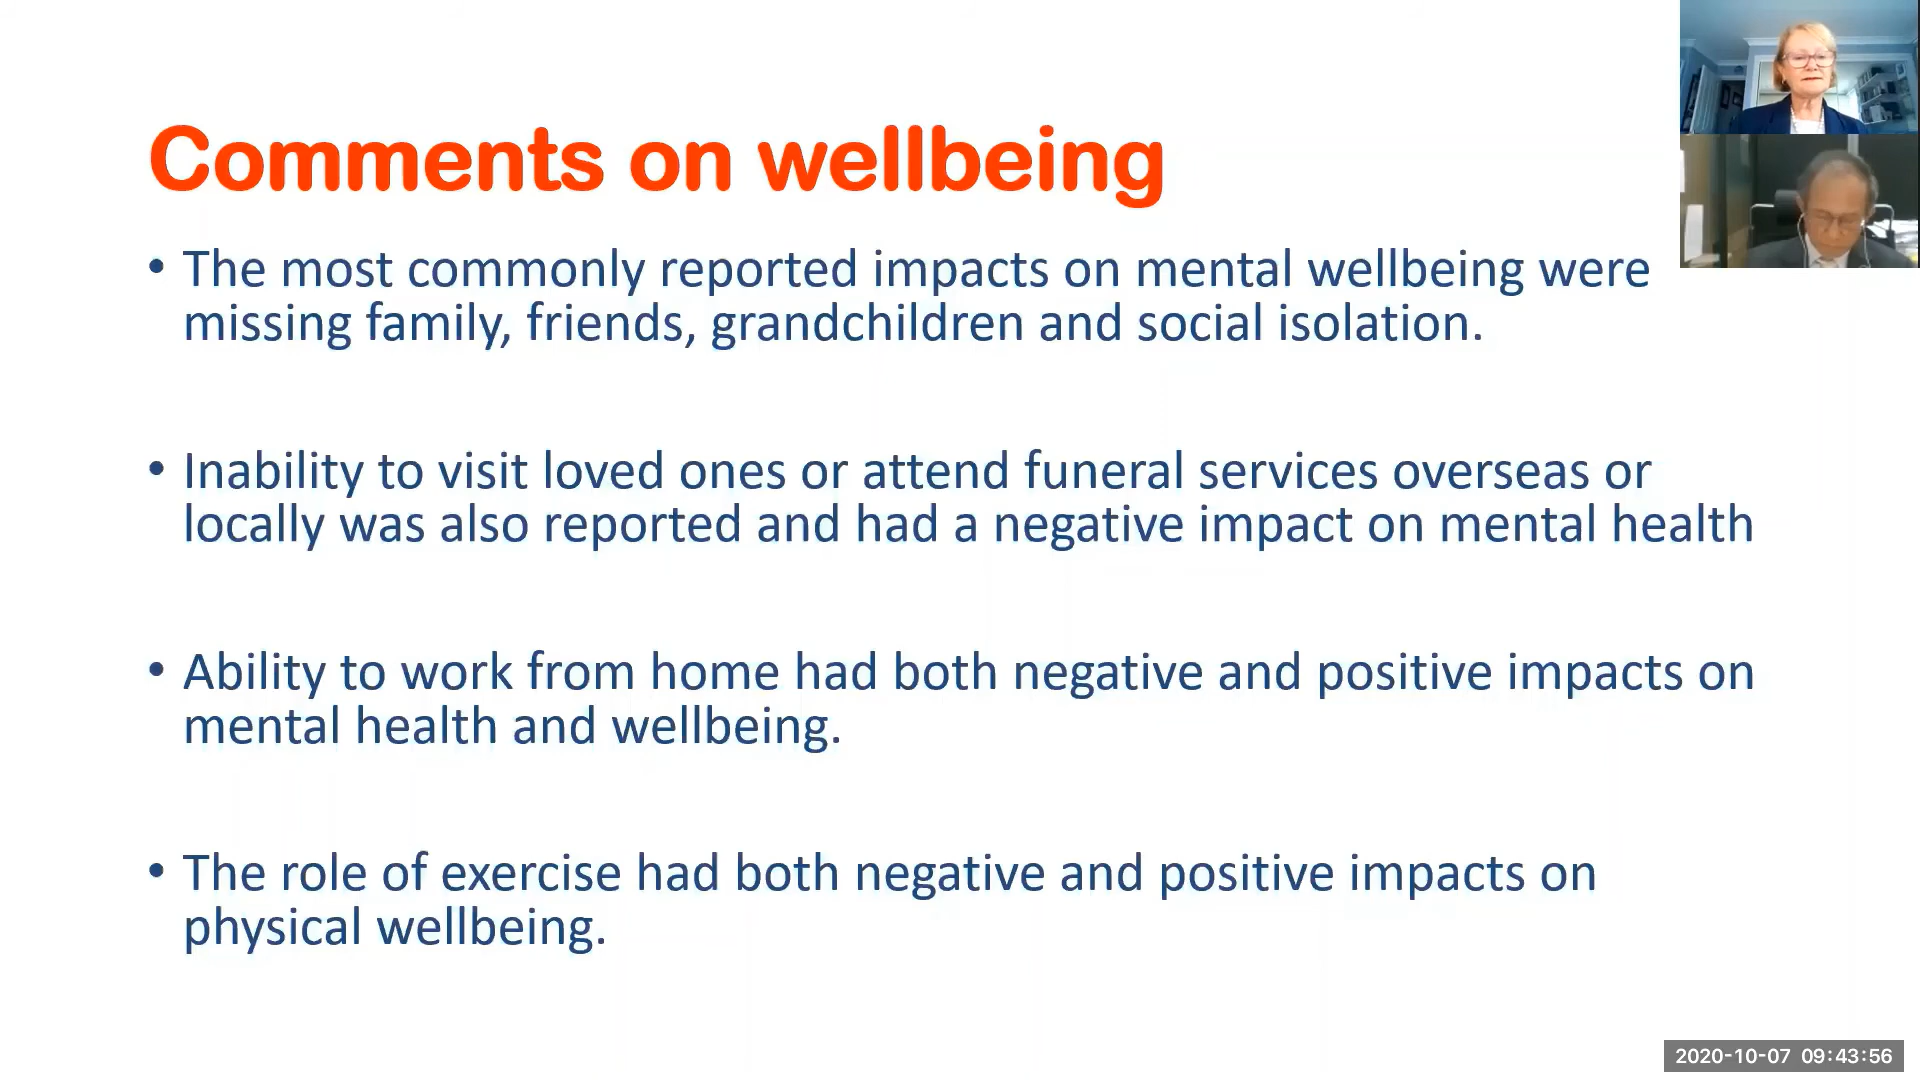 Comments on wellbeing
• The most commonly reported impacts on mental wellbeing were
missing family, friends, grandchildren and social isolation.
• Inability to visit loved ones or attend funeral services overseas or
locally was also reported and had a negative impact on mental health
• Ability to work from home had both negative and positive impacts on
mental health and wellbeing.
• The role of exercise had both negative and positive impacts on
physical wellbeing.
2020-10-07 09:43:56